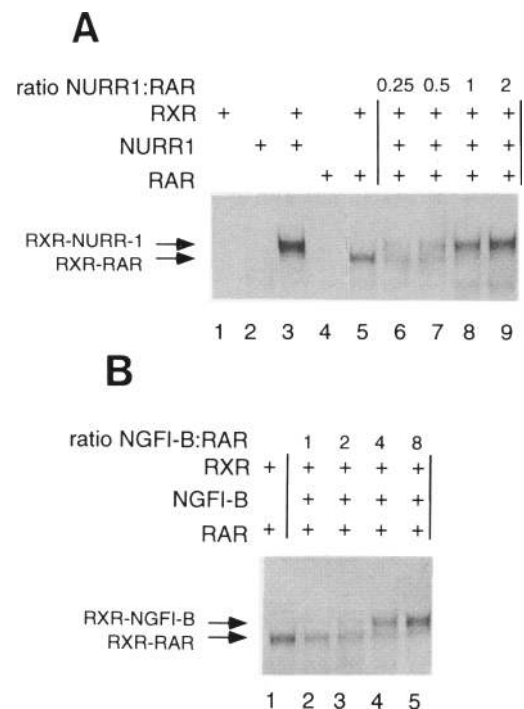 A
ratio NURR1:RAR 0.25 0.5 1 2
RXR + + + + + + +
NURR1 + + + + + +
RAR + + + + + +
RXR-NURR-1
RXR-RAR
1 2 3 4 5 6 7 8 9
B
ratio NGFI-B:RAR 1 2 4 8
RXR + + + + +
NGFI-B + + + +
RAR + + + + +
RXR-NGFI-B
RXR-RAR
1 2 3 4 5